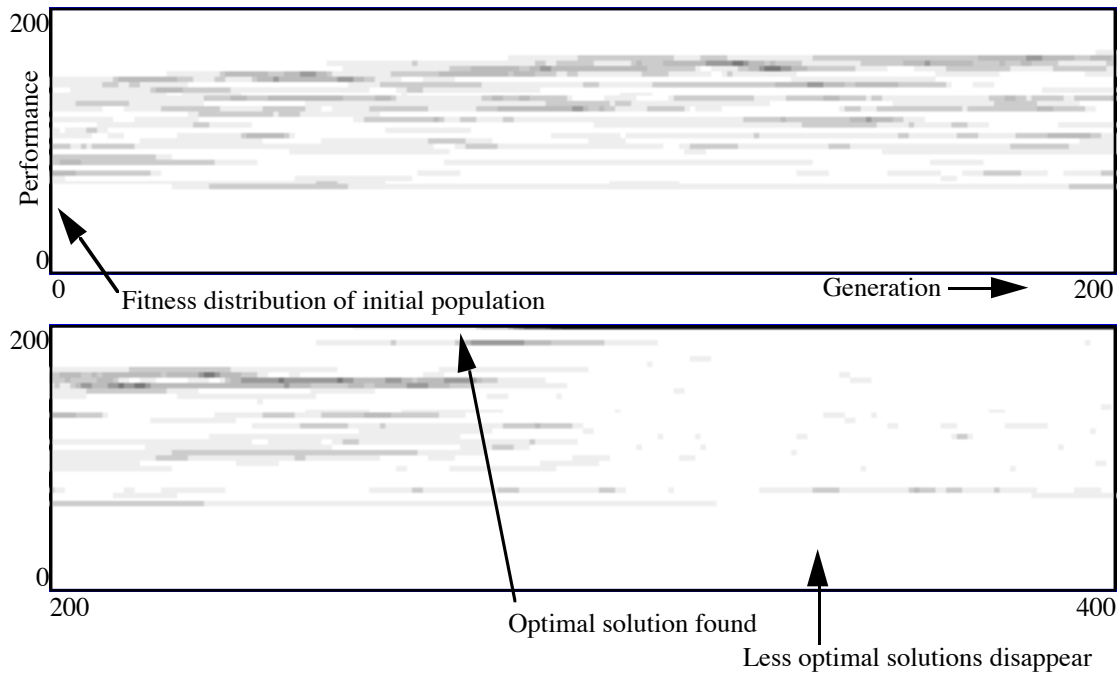 200
Performance
0
0
Fitness distribution of initial population
Generation
200
200
0
200
Optimal solution found
400
Less optimal solutions disappear